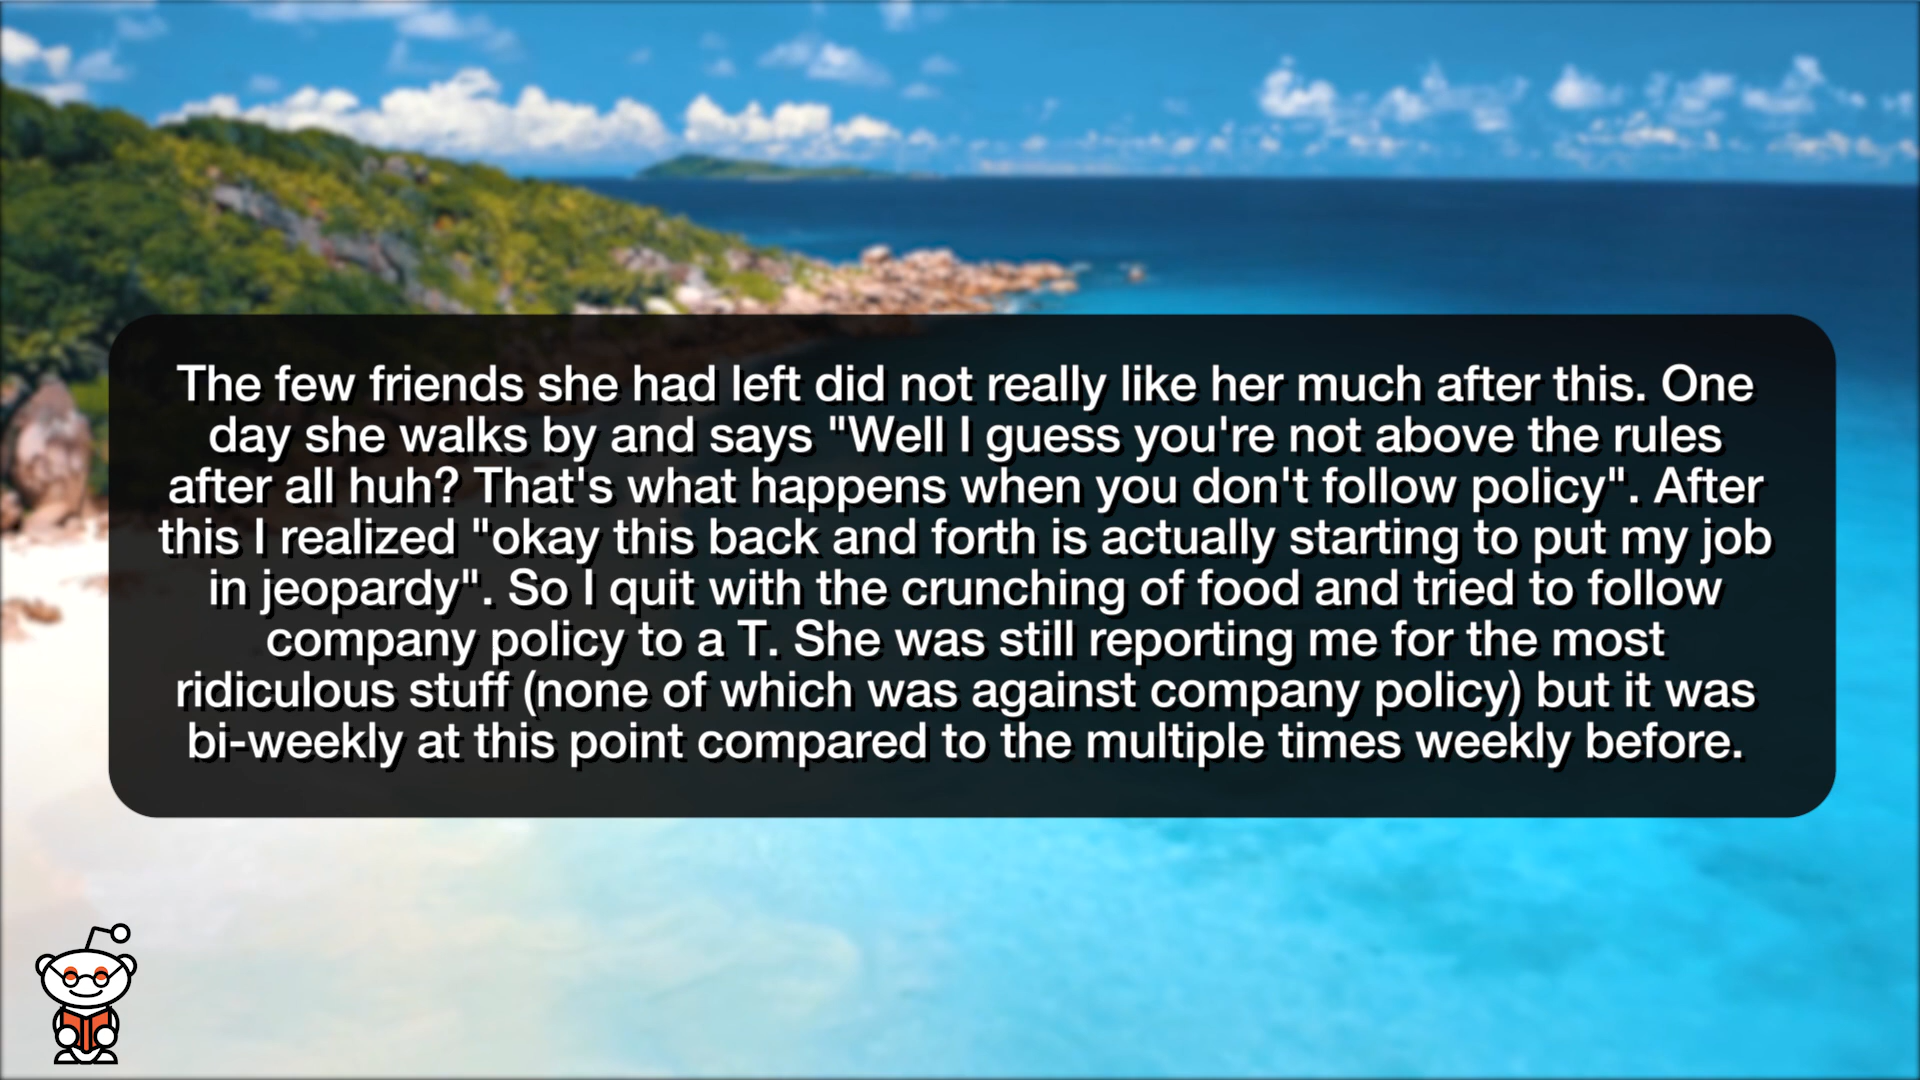 The few friends she had left did not really like her much after this. One
day she walks by and says "Well I guess you're not above the rules
after all huh? That's what happens when you don't follow policy". After
this I realized "okay this back and forth is actually starting to put my job
in jeopardy". So I quit with the crunching of food and tried to follow
company policy to a T. She was still reporting me for the most
ridiculous stuff (none of which was against company policy) but it was
bi-weekly at this point compared to the multiple times weekly before.